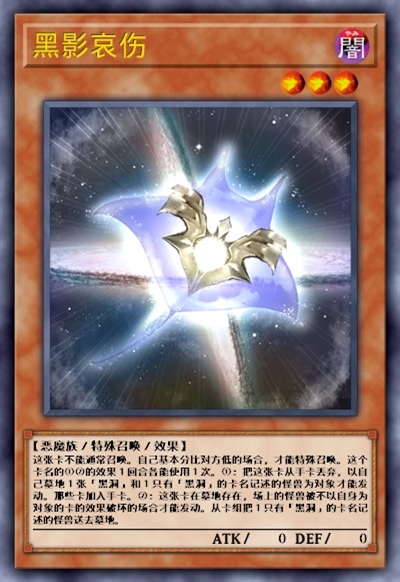 黑影哀伤
やみ
闇
【恶魔族／特殊召唤／效果】
这张卡不能通常召唤。自己基本分比对方低的场合，才能特殊召唤。这个
卡名的①②的效果1回合各能使用1次。①：把这张卡从手卡丢弃，以自
己墓地1张「黑洞」和1只有「黑洞」的卡名记述的怪兽为对象才能发
动。那些卡加入手卡。②：这张卡在墓地存在，场上的怪兽被不以自身为
对象的卡的效果破坏的场合才能发动。从卡组把1只有「黑洞」的卡名记
述的怪兽送去墓地。
ATK／ 0 DEF／ 0